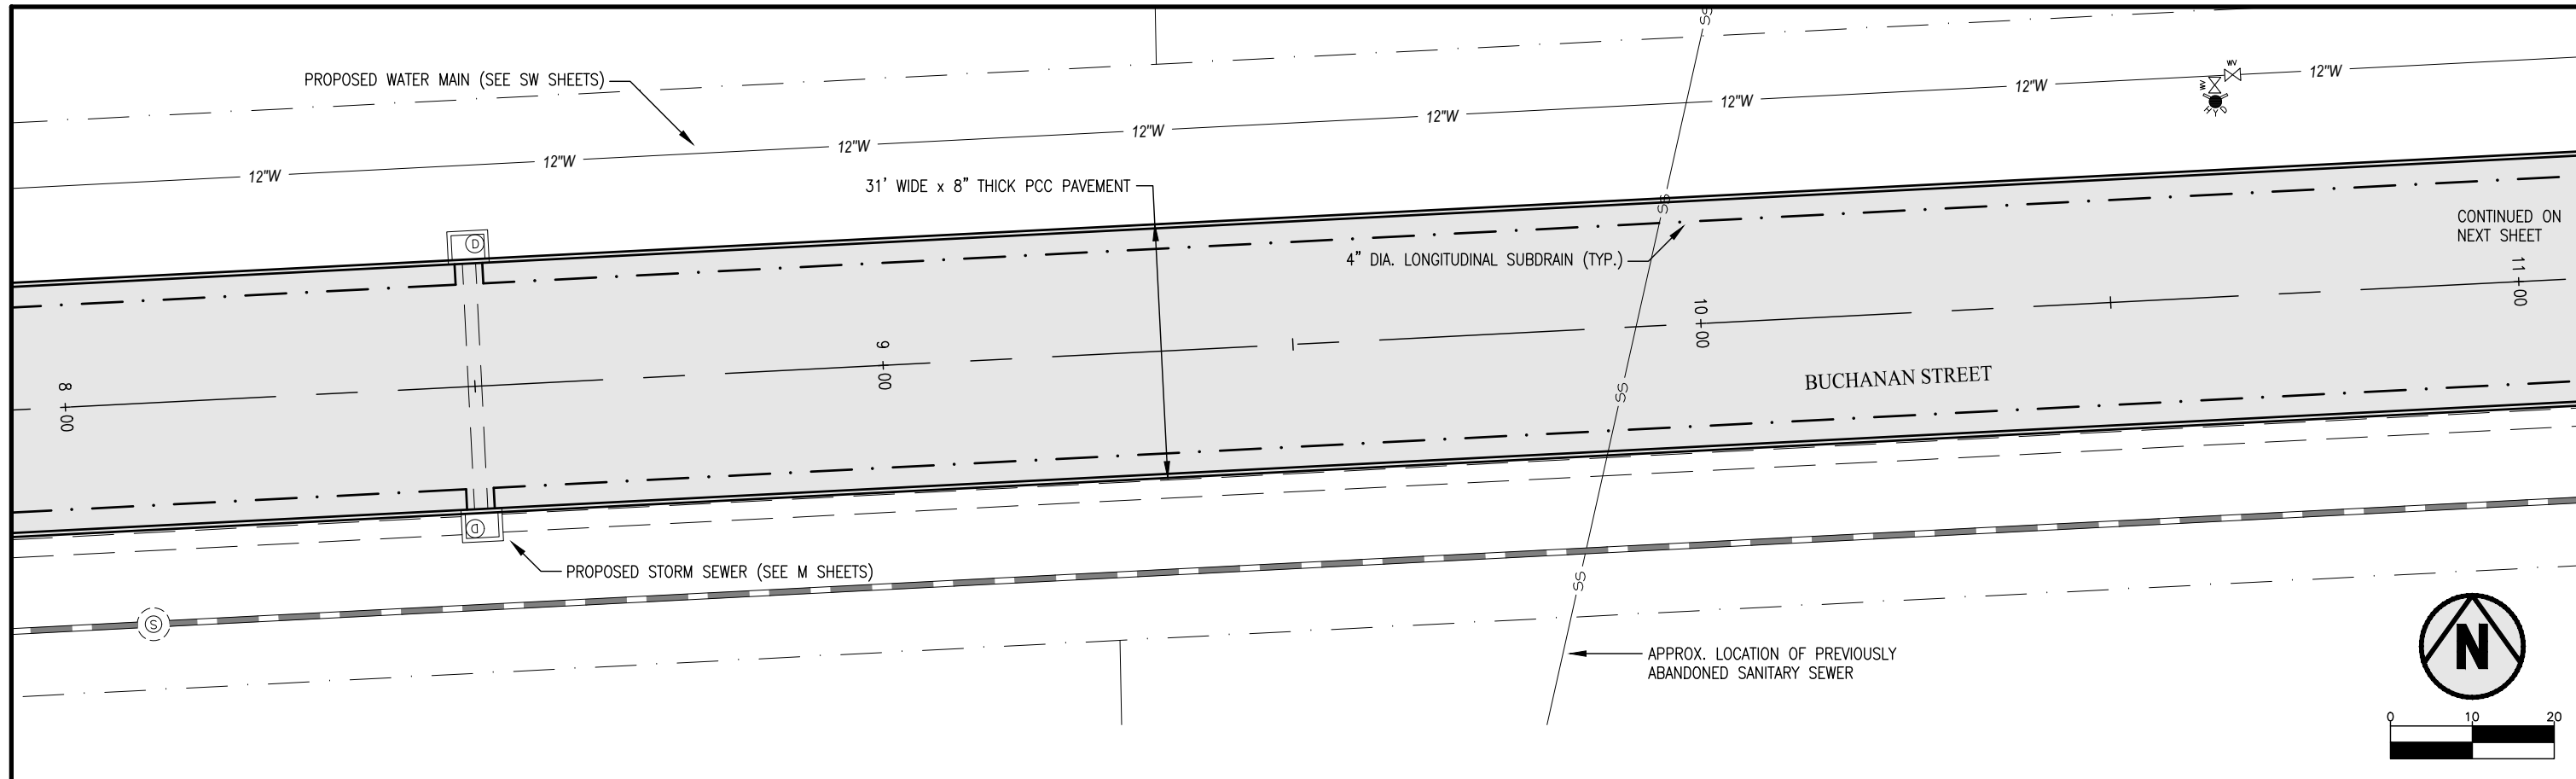 SS
PROPOSED WATER MAIN (SEE SW SHEETS)
12"W
12"W
12"W
12"W
12"W
12"W
12"W
12"W
WV
WV
HYD
31' WIDE x 8" THICK PCC PAVEMENT
SS
CONTINUED ON
NEXT SHEET
D
4" DIA. LONGITUDINAL SUBDRAIN (TYP.)
8+00
9+00
10+00
11+00
BUCHANAN STREET
SS
D
PROPOSED STORM SEWER (SEE M SHEETS)
SS
S
APPROX. LOCATION OF PREVIOUSLY
ABANDONED SANITARY SEWER
N
0 10 20